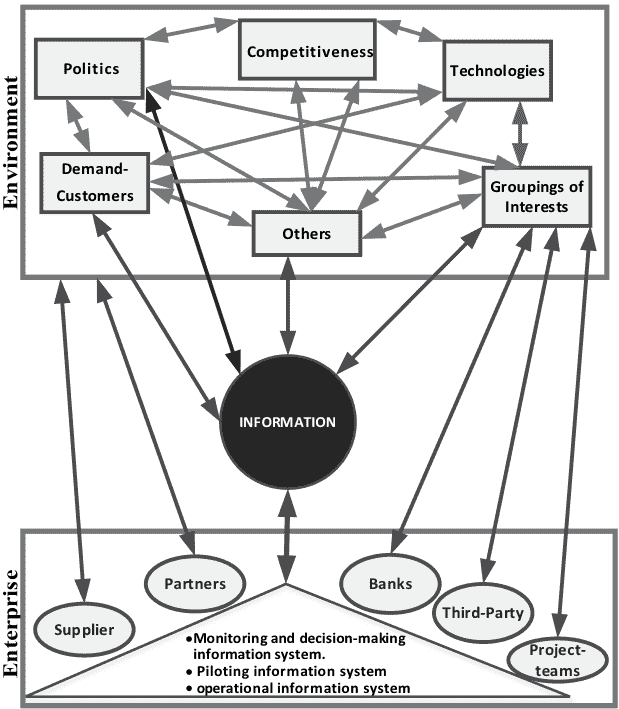 Environment
Politics
Competitiveness
Technologies
Demand-
Customers
Others
Groupings of
Interests
INFORMATION
Enterprise
Supplier
Partners
Banks
Third-Party
Project-
teams
•Monitoring and decision-making
information system.
• Piloting information system
• operational information system